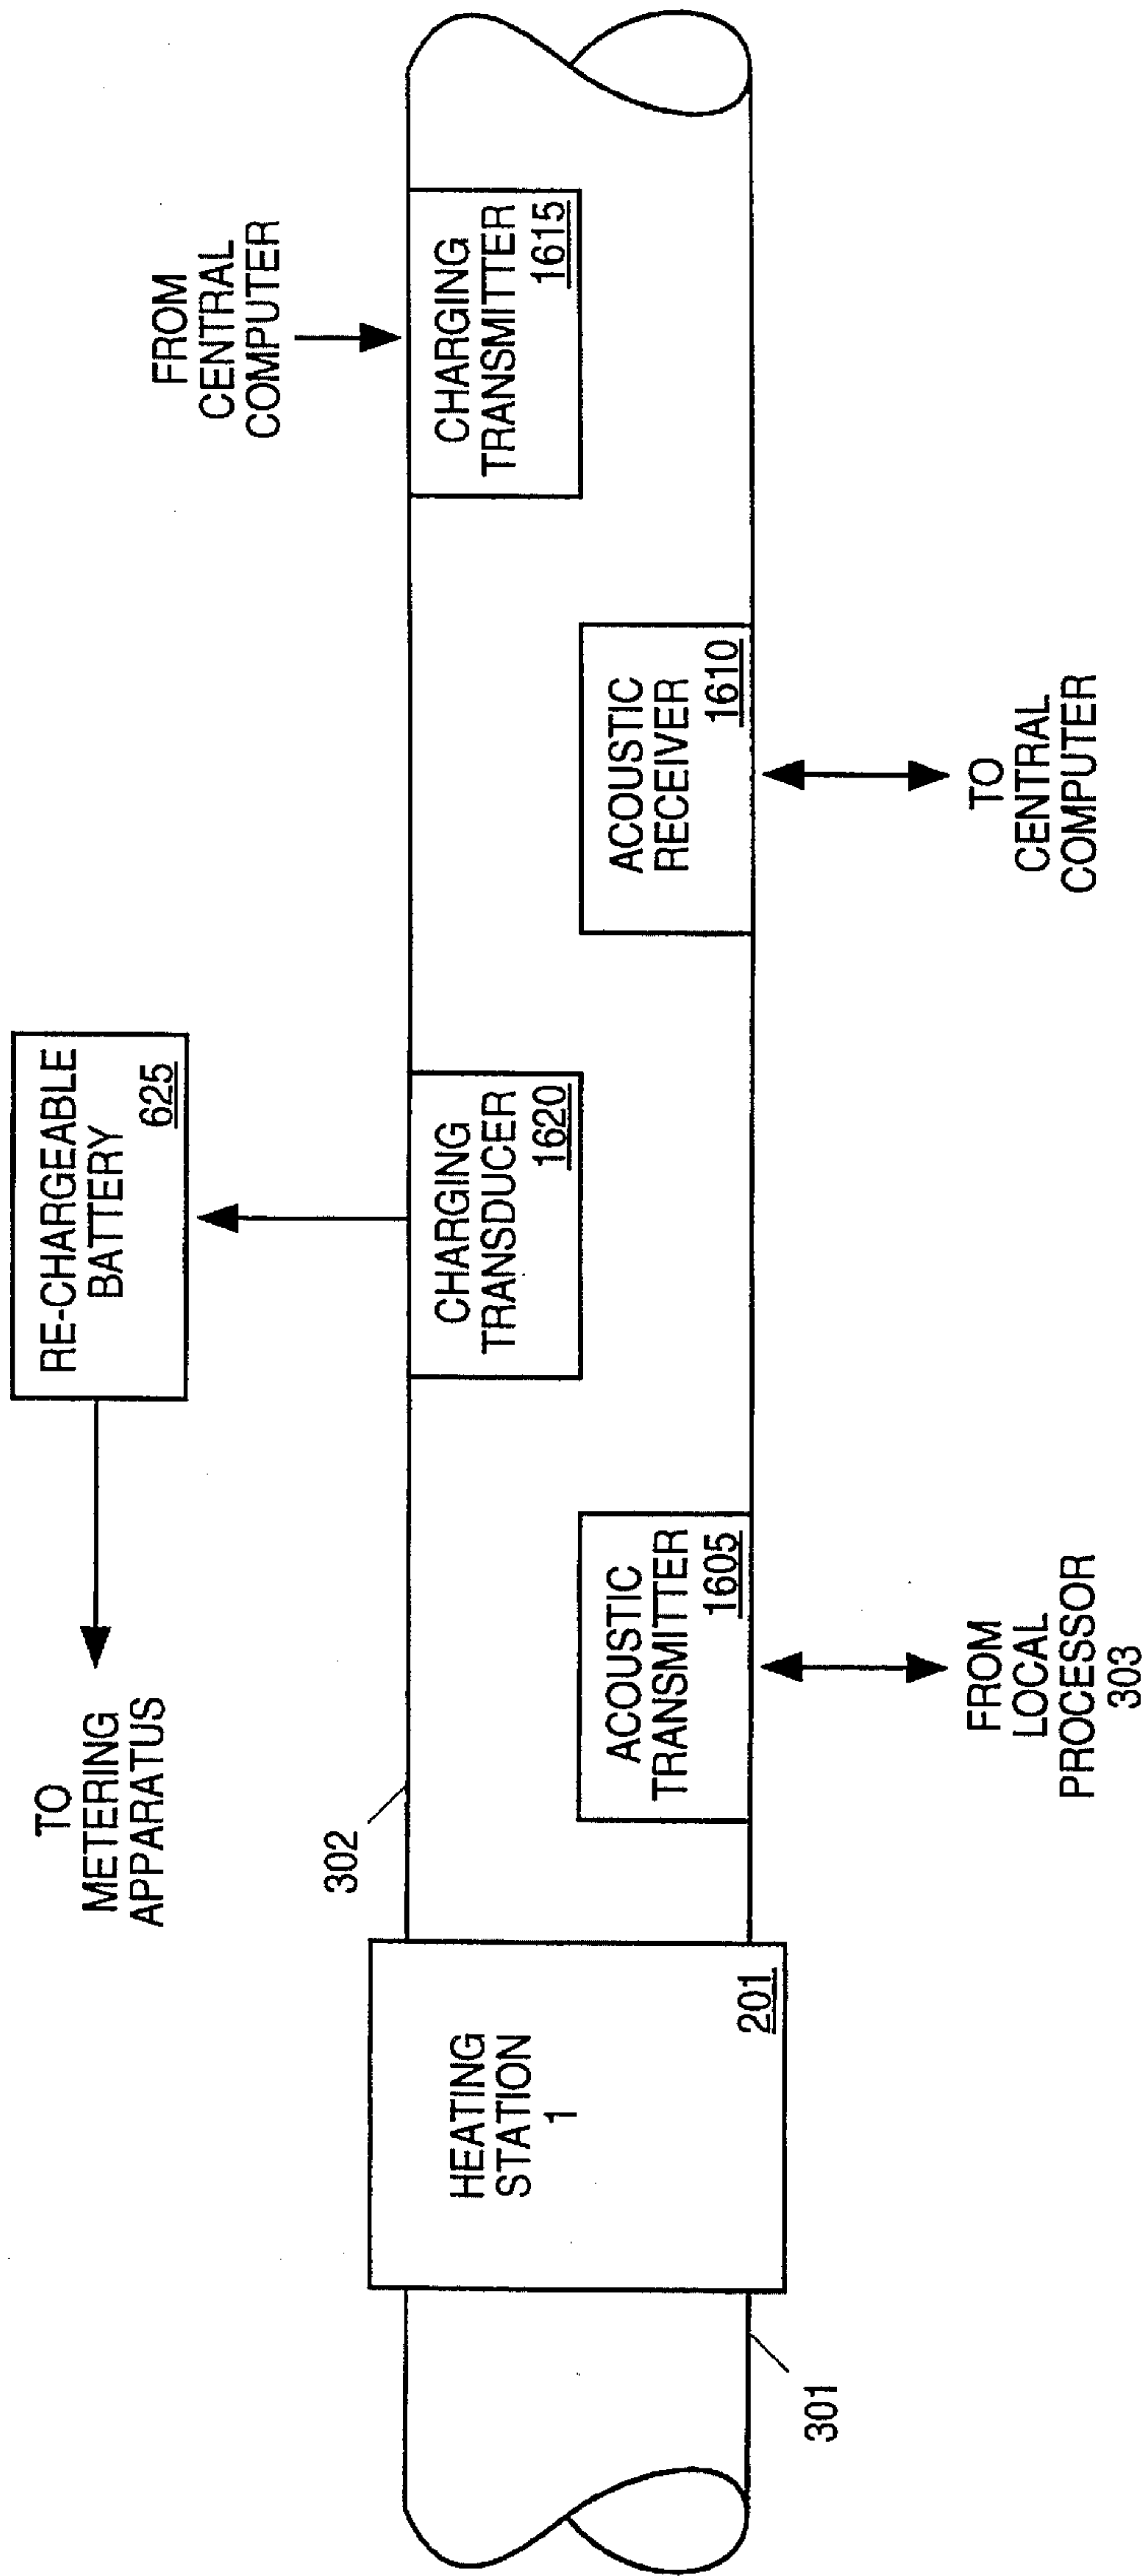 TO
METERING
APPARATUS
RE-CHARGEABLE
BATTERY
625
FROM
CENTRAL
COMPUTER
302
HEATING
STATION
1
201
CHARGING
TRANSDUCER
1620
CHARGING
TRANSMITTER
1615
ACOUSTIC
TRANSMITTER
1605
ACOUSTIC
RECEIVER
1610
301
FROM
LOCAL
PROCESSOR
303
TO
CENTRAL
COMPUTER